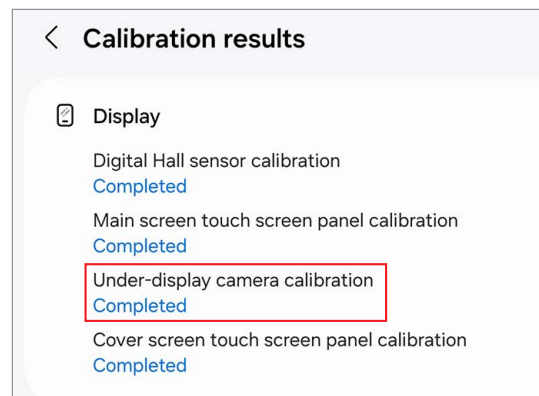 Calibration results
Display
Digital Hall sensor calibration
Completed
Main screen touch screen panel calibration
Completed
Under-display camera calibration
Completed
Cover screen touch screen panel calibration
Completed